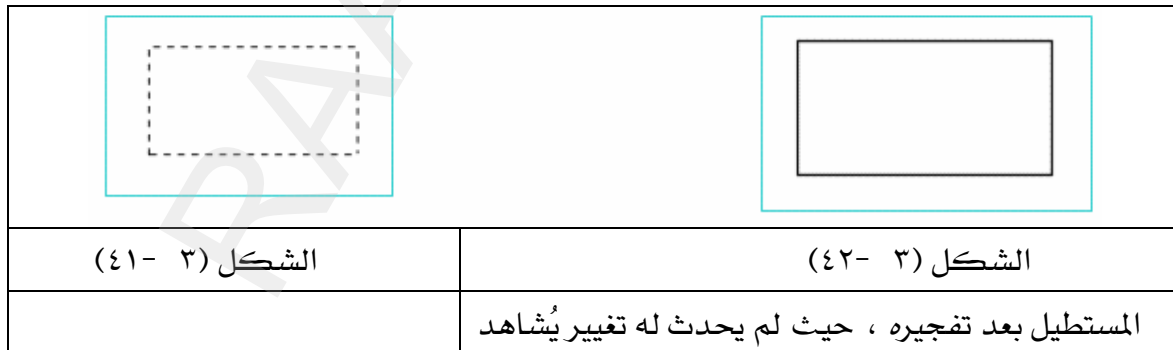 الشكل (٣ -٤٢)
الشكل (٣ -٤١)
المستطيل بعد تفجيره ، حيث لم يحدث له تغيير يُشاهد